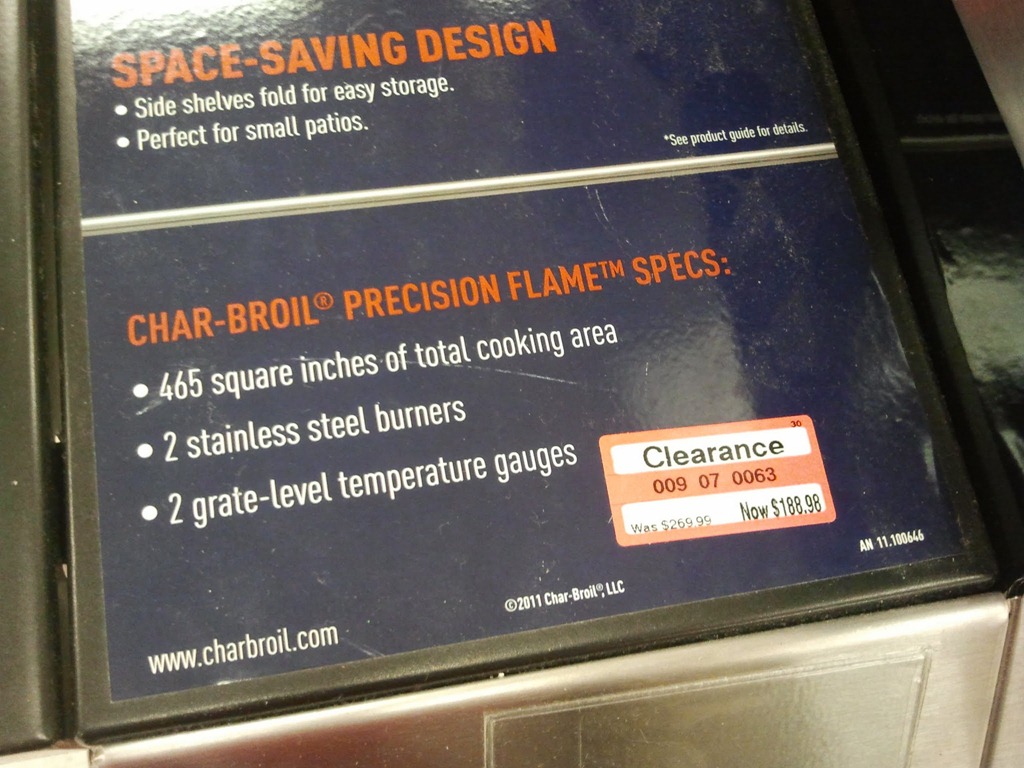 SPACE-SAVING DESIGN
• Side shelves fold for easy storage.
• Perfect for small patios.
*See product guide for details.
CHAR-BROIL® PRECISION FLAME™ SPECS:
• 465 square inches of total cooking area
• 2 stainless steel burners
• 2 grate-level temperature gauges
30
Clearance
009 07 0063
Was $269.99 Now $188.98
AN 11.100646
©2011 Char-Broil®, LLC
www.charbroil.com